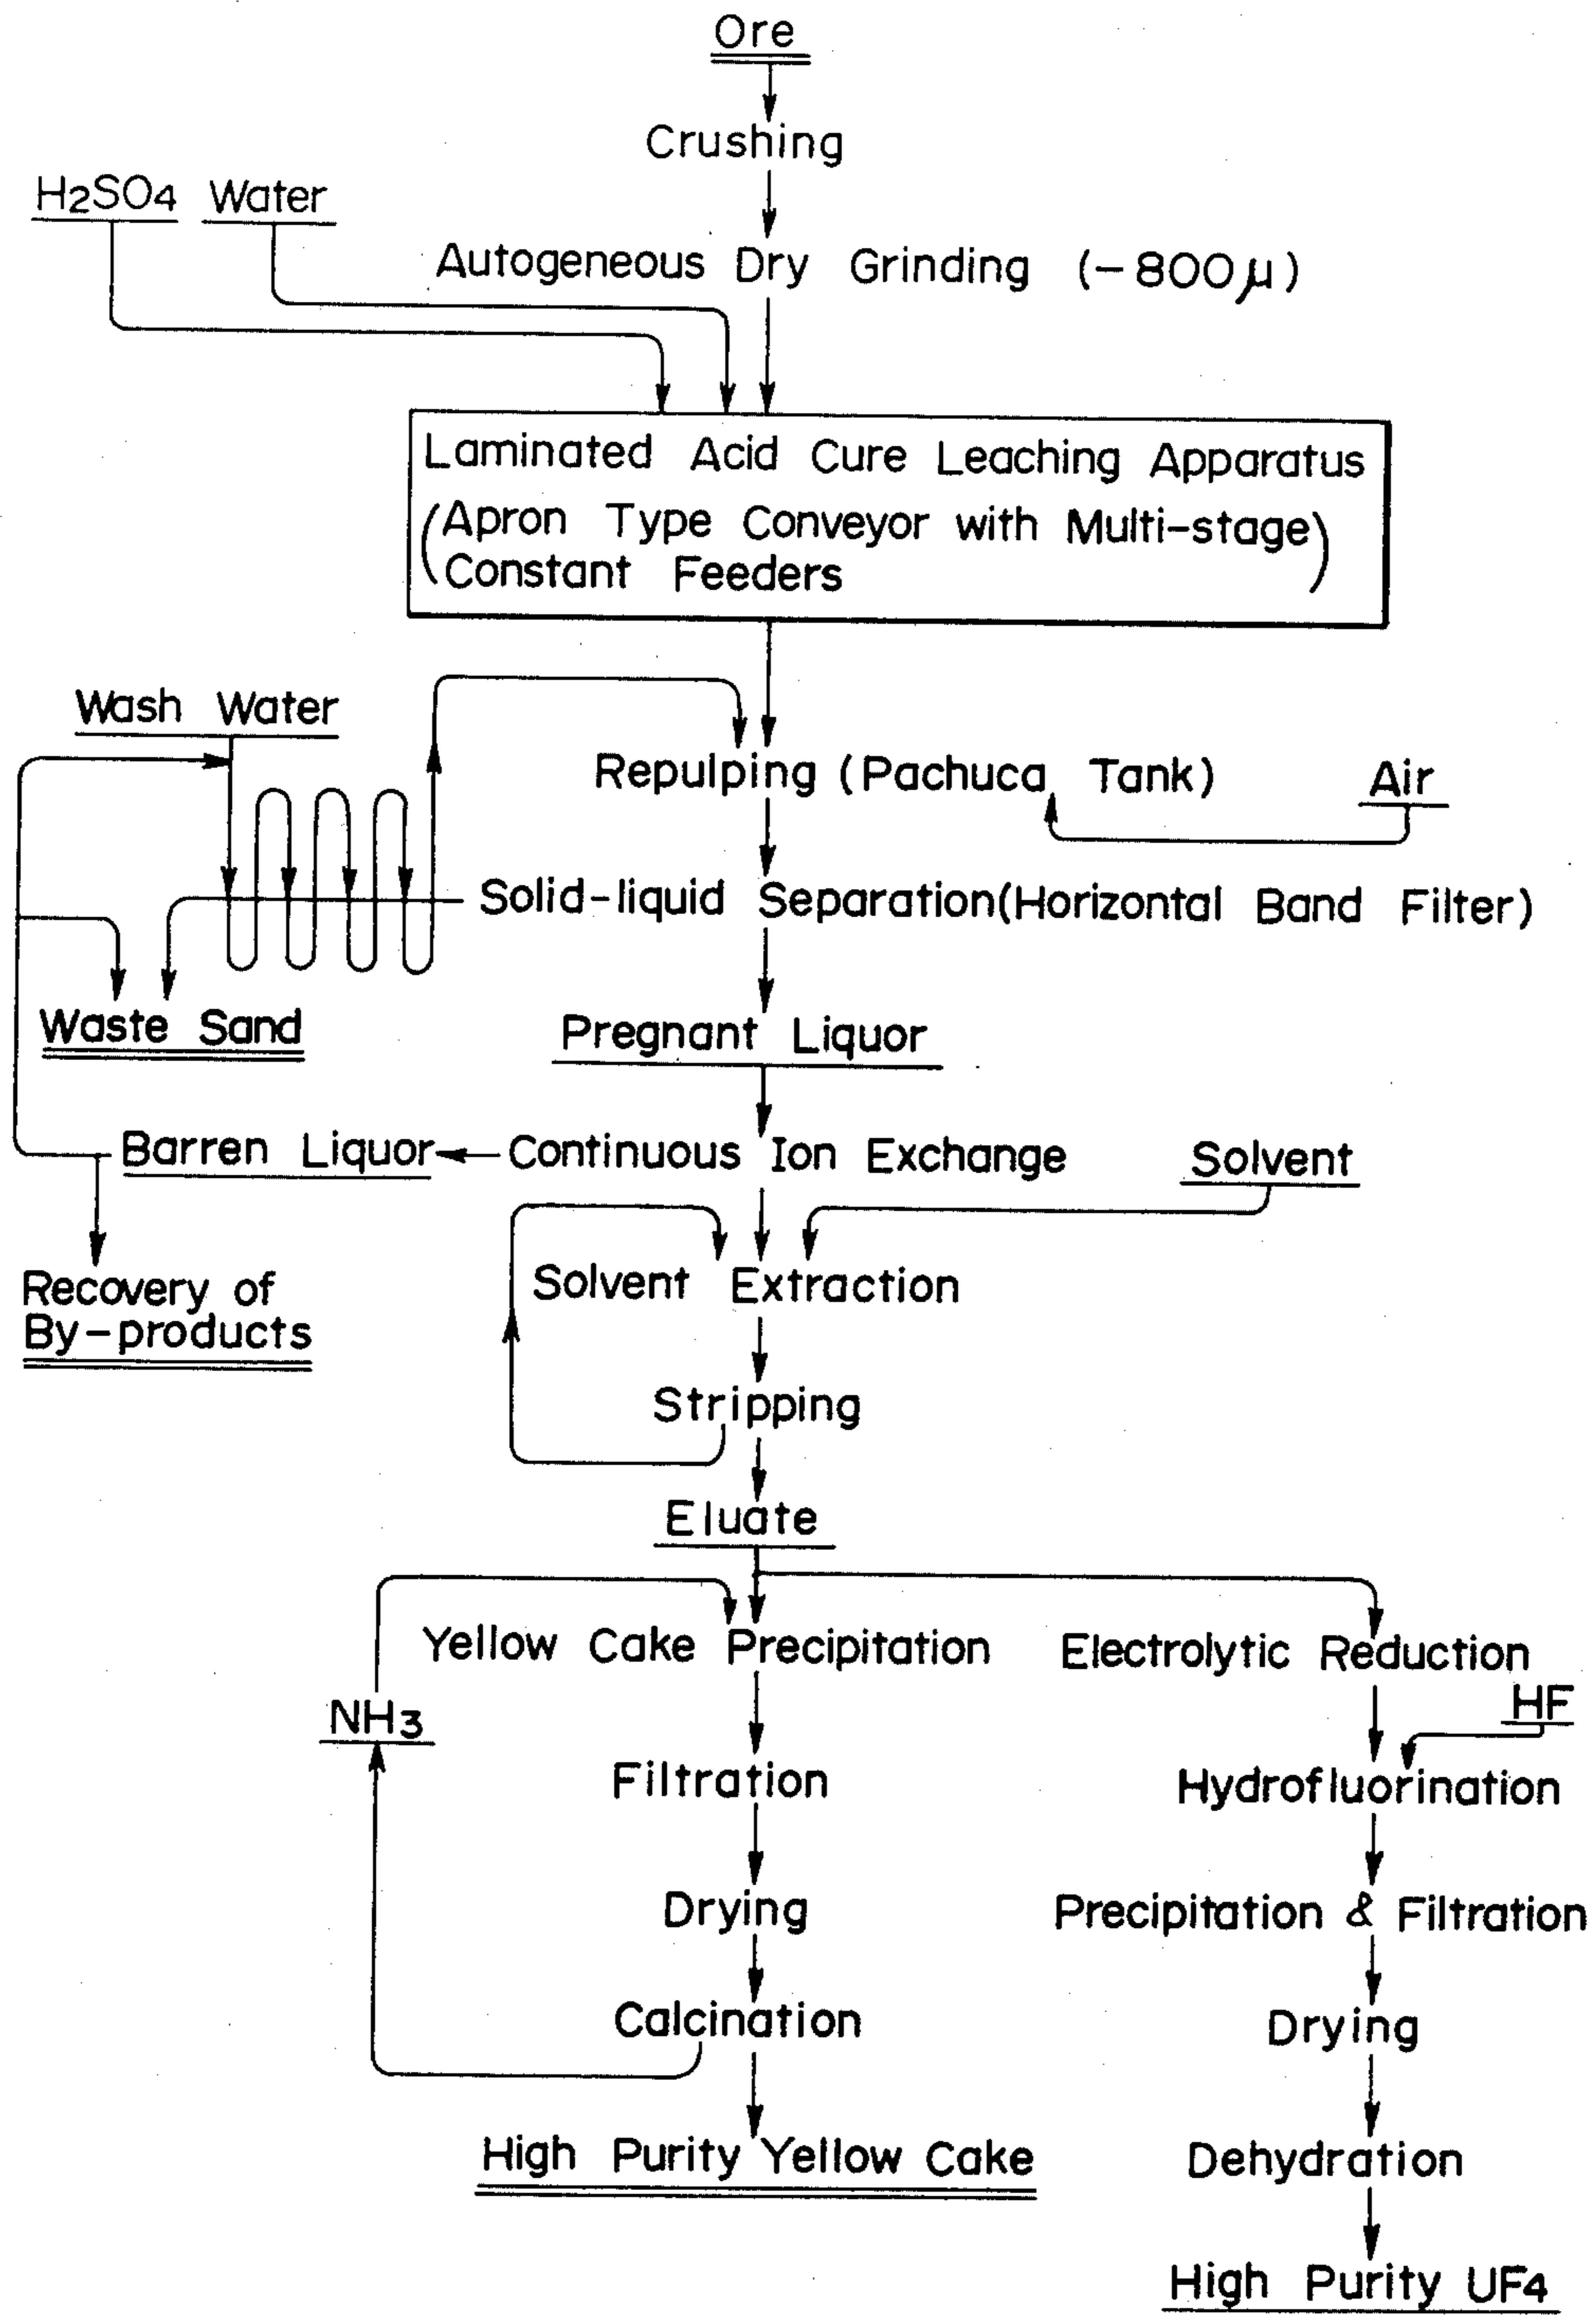 Ore
Crushing
H2SO4 Water
Autogeneous Dry Grinding (-800μ)
Laminated Acid Cure Leaching Apparatus
(Apron Type Conveyor with Multi-stage
Constant Feeders)
Wash Water
Repulping (Pachuca Tank) Air
Solid-liquid Separation (Horizontal Band Filter)
Waste Sand
Pregnant Liquor
Barren Liquor Continuous Ion Exchange Solvent
Recovery of
By-products
Solvent Extraction
Stripping
Eluate
Yellow Cake Precipitation Electrolytic Reduction
NH3 HF
Filtration Hydrofluorination
Drying Precipitation & Filtration
Calcination Drying
High Purity Yellow Cake Dehydration
High Purity UF4